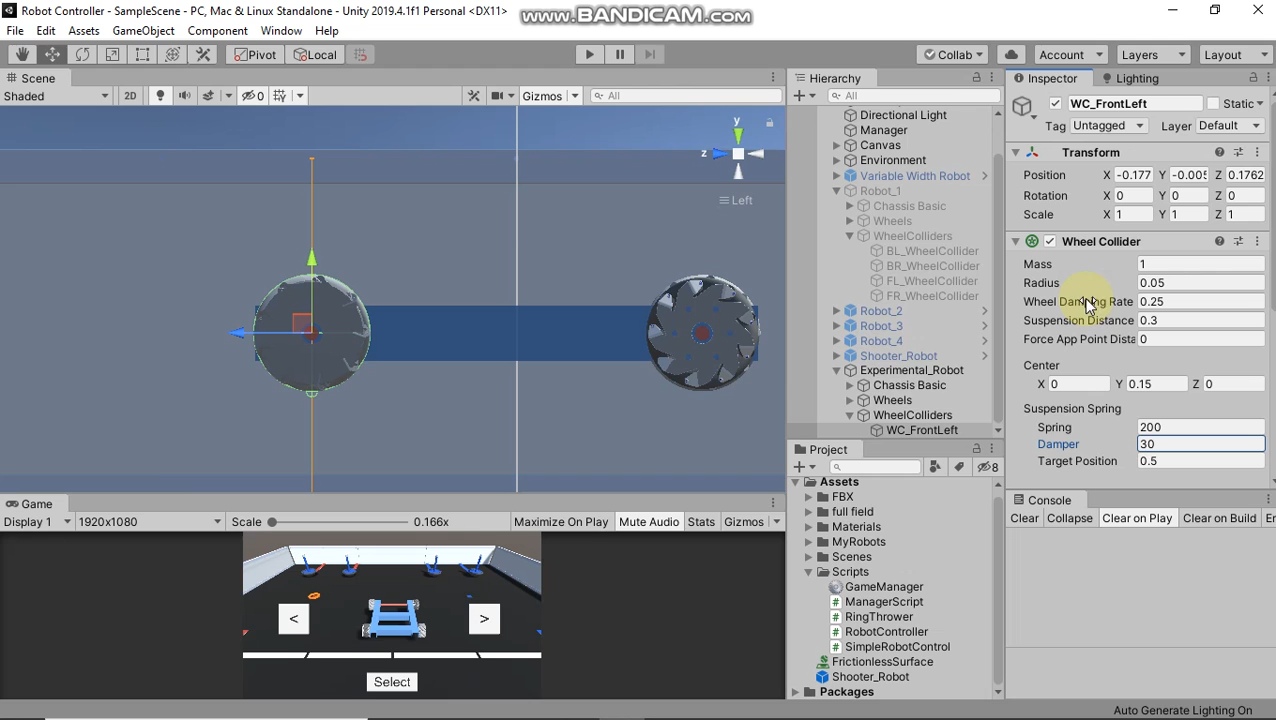 Robot Controller - SampleScene - PC, Mac & Linux Standalone - Unity 2019.4.1f1 Personal <DX11>
www.BANDICAM.com
File Edit Assets GameObject Component Window Help
Pivot Local Collab Account Layers Layout
Scene
Shaded 2D 0 Gizmos All
y
z
Left
Game
Display 1 1920x1080 Scale 0.166x Maximize On Play Mute Audio Stats Gizmos
< >
Select
Hierarchy
All
Directional Light
Manager
Canvas
Environment
Variable Width Robot
Robot_1
Chassis Basic
Wheels
WheelColliders
BL_WheelCollider
BR_WheelCollider
FL_WheelCollider
FR_WheelCollider
Robot_2
Robot_3
Robot_4
Shooter_Robot
Experimental_Robot
Chassis Basic
Wheels
WheelColliders
WC_FrontLeft
Project
8
Assets
FBX
full field
Materials
MyRobots
Scenes
Scripts
GameManager
ManagerScript
RingThrower
RobotController
SimpleRobotControl
FrictionlessSurface
Shooter_Robot
Packages
Inspector Lighting
WC_FrontLeft Static
Tag Untagged Layer Default
Transform
Position X -0.177 Y -0.005 Z 0.1762
Rotation X 0 Y 0 Z 0
Scale X 1 Y 1 Z 1
Wheel Collider
Mass 1
Radius 0.05
Wheel Damping Rate 0.25
Suspension Distance 0.3
Force App Point Dista 0
Center
X 0 Y 0.15 Z 0
Suspension Spring
Spring 200
Damper 30
Target Position 0.5
Console
Clear Collapse Clear on Play Clear on Build Er
Auto Generate Lighting On